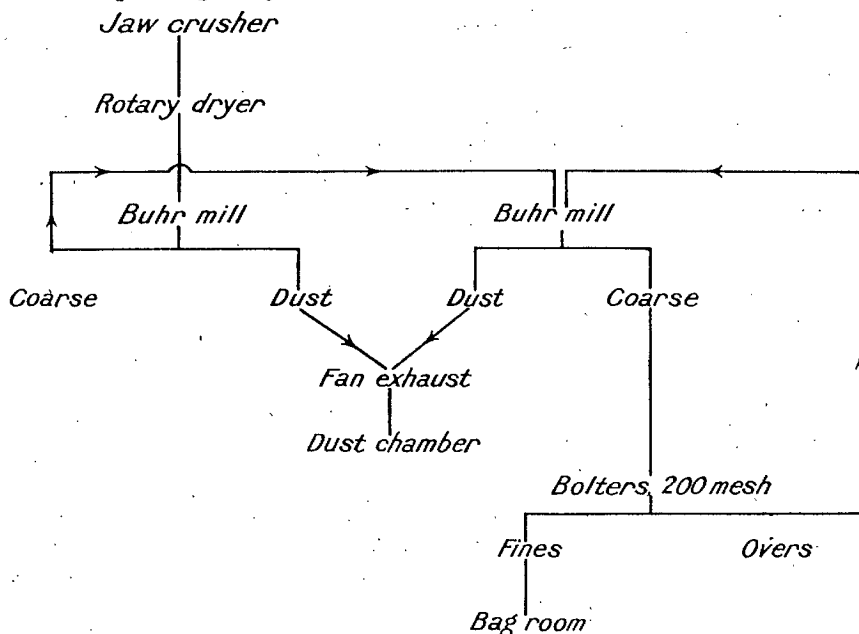 Jaw crusher
Rotary dryer
Buhr mill
Buhr mill
Coarse
Dust
Dust
Coarse
Fan exhaust
Dust chamber
Bolters, 200 mesh
Fines
Overs
Bag room